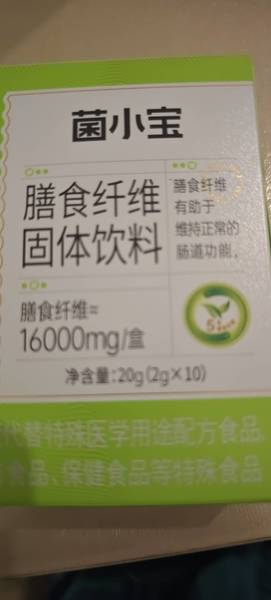 菌小宝
膳食纤维
固体饮料
膳食纤维
有助于
维持正常的
肠道功能。
膳食纤维≈
16000mg/盒
净含量:20g(2g×10)
代替特殊医学用途配方食品、
食品、保健食品等特殊食品